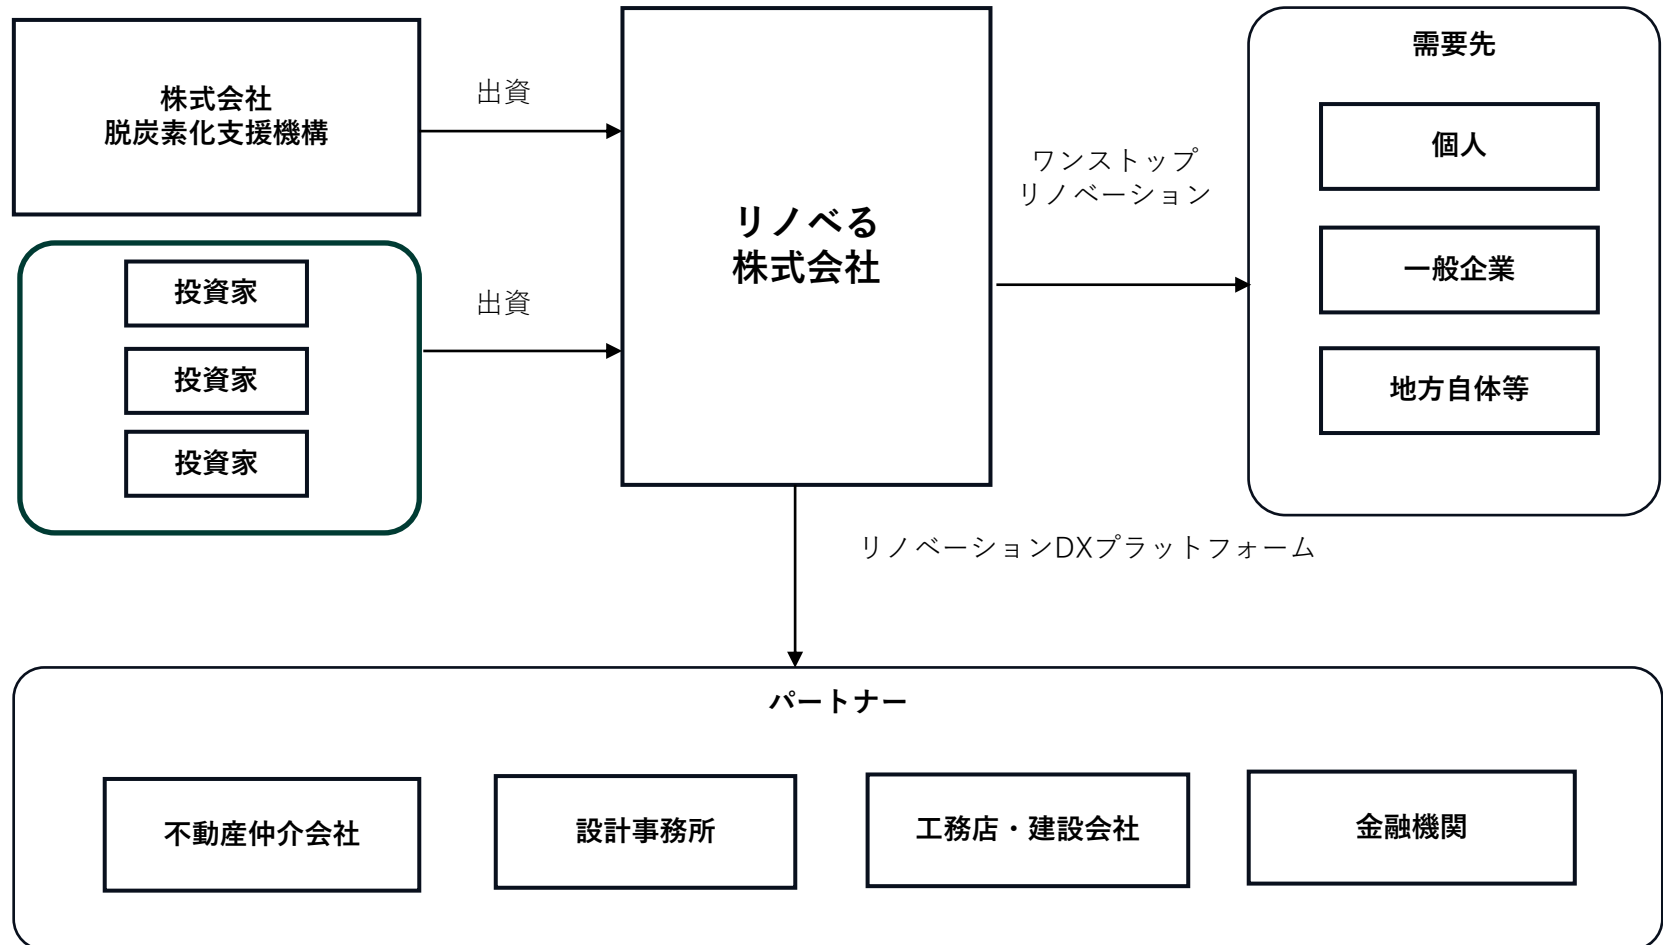 株式会社
脱炭素化支援機構
出資
投資家
投資家
投資家
出資
リノベる
株式会社
ワンストップ
リノベーション
需要先
個人
一般企業
地方自体等
リノベーションDXプラットフォーム
パートナー
不動産仲介会社
設計事務所
工務店・建設会社
金融機関